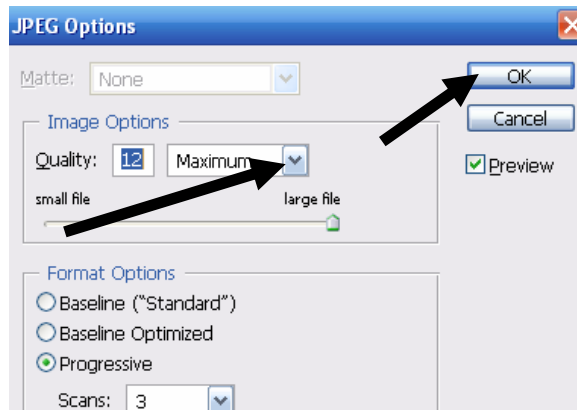 JPEG Options
Matte: None
OK
Image Options
Cancel
Quality: 12 Maximum
Preview
small file large file
Format Options
Baseline ("Standard")
Baseline Optimized
Progressive
Scans: 3